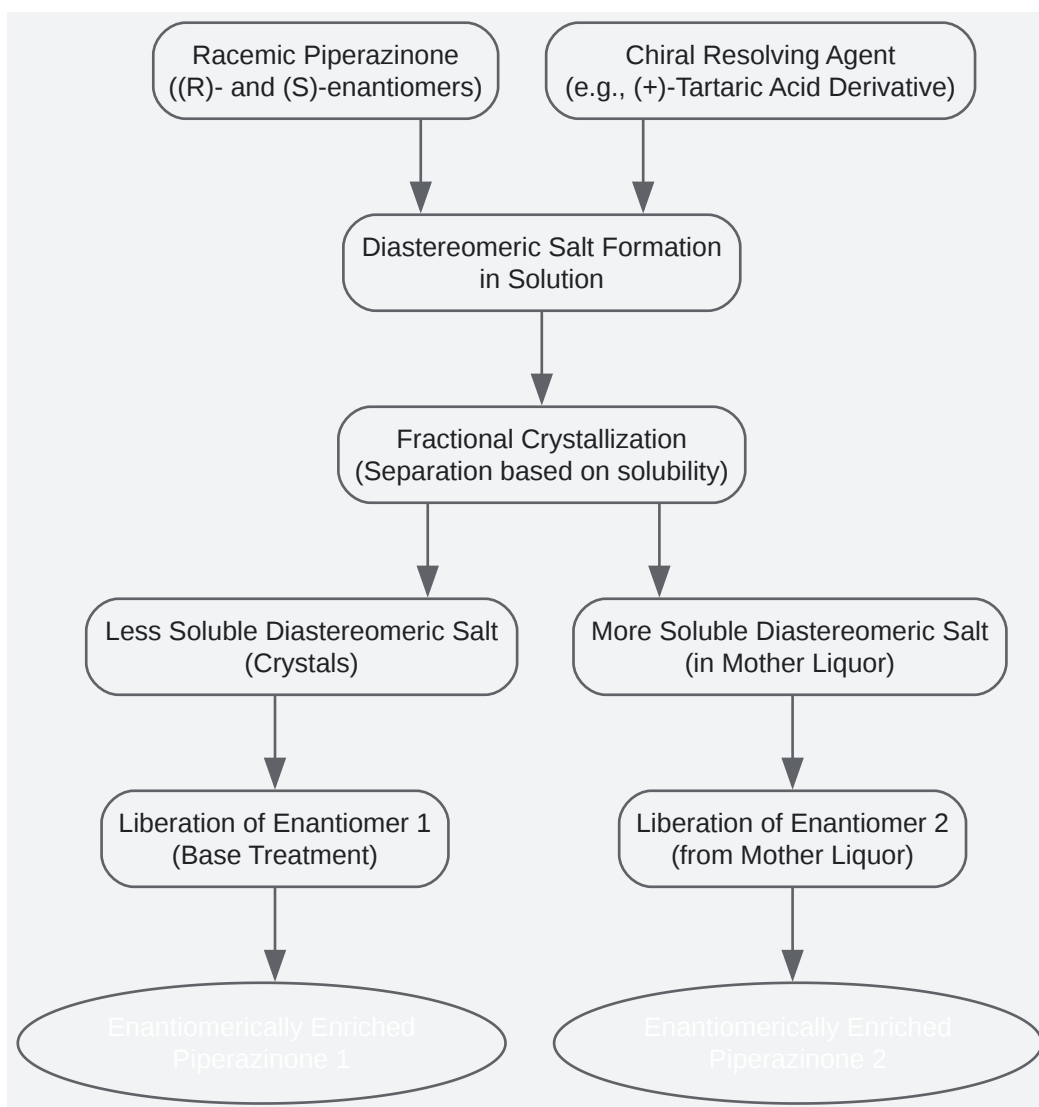 Racemic Piperazinone
((R)- and (S)-enantiomers)
Chiral Resolving Agent
(e.g., (+)-Tartaric Acid Derivative)
Diastereomeric Salt Formation
in Solution
Fractional Crystallization
(Separation based on solubility)
Less Soluble Diastereomeric Salt
(Crystals)
More Soluble Diastereomeric Salt
(in Mother Liquor)
Liberation of Enantiomer 1
(Base Treatment)
Liberation of Enantiomer 2
(from Mother Liquor)
Enantiomerically Enriched
Piperazinone 1
Enantiomerically Enriched
Piperazinone 2